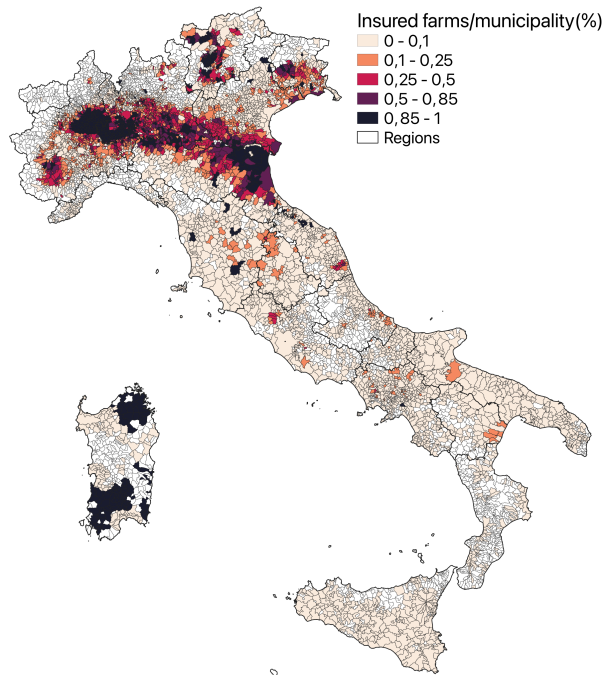 Insured farms/municipality(%)
0 - 0,1
0,1 - 0,25
0,25 - 0,5
0,5 - 0,85
0,85 - 1
Regions